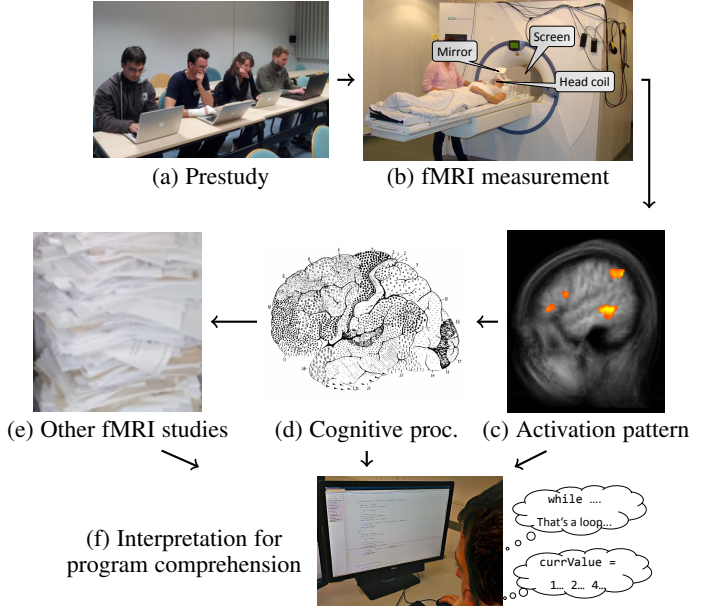 Mirror
Screen
Head coil
(a) Prestudy
(b) fMRI measurement
(e) Other fMRI studies
(d) Cognitive proc.
(c) Activation pattern
(f) Interpretation for
program comprehension
while ....
That's a loop...
currValue =
1... 2... 4...